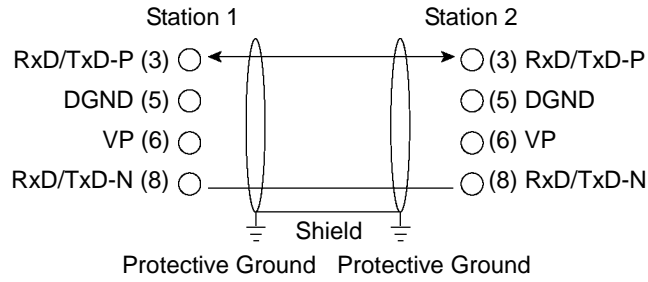 Station 1 Station 2
RxD/TxD-P (3) (3) RxD/TxD-P
DGND (5) (5) DGND
VP (6) (6) VP
RxD/TxD-N (8) (8) RxD/TxD-N
Shield
Protective Ground Protective Ground